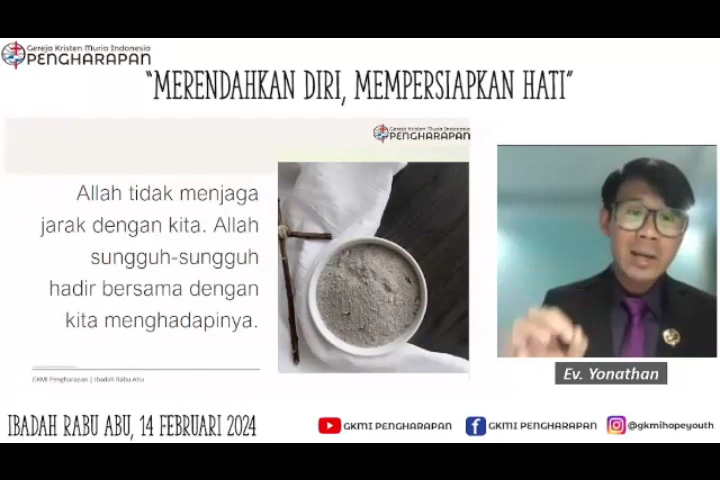 Gereja Kristen Muria Indonesia
PENGHARAPAN
"MERENDAHKAN DIRI, MEMPERSIAPKAN HATI"
Gereja Kristen Muria Indonesia
PENGHARAPAN
Allah tidak menjaga
jarak dengan kita. Allah
sungguh-sungguh
hadir bersama dengan
kita menghadapinya.
GKMI Pengharapan | Ibadah Rabu Abu
Ev. Yonathan
IBADAH RABU ABU, 14 FEBRUARI 2024
GKMI PENGHARAPAN
GKMI PENGHARAPAN
@gkmihopeyouth